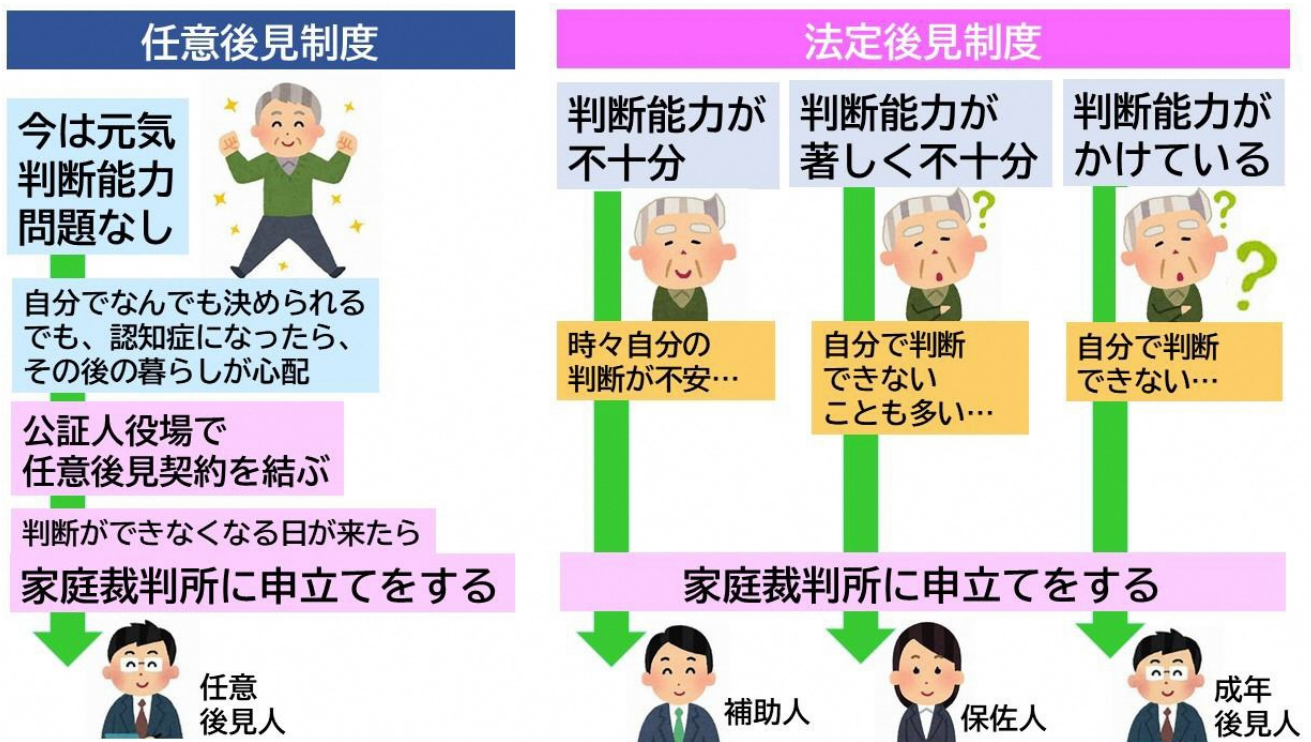 任意後見制度
今は元気
判断能力
問題なし
自分でなんでも決められる
でも、認知症になったら、
その後の暮らしが心配
公証人役場で
任意後見契約を結ぶ
判断ができなくなる日が来たら
家庭裁判所に申立てをする
任意
後見人
法定後見制度
判断能力が
不十分
時々自分の
判断が不安…
判断能力が
著しく不十分
?
自分で判断
できない
ことも多い…
判断能力が
かけている
?
?
自分で判断
できない…
家庭裁判所に申立てをする
補助人
保佐人
成年
後見人